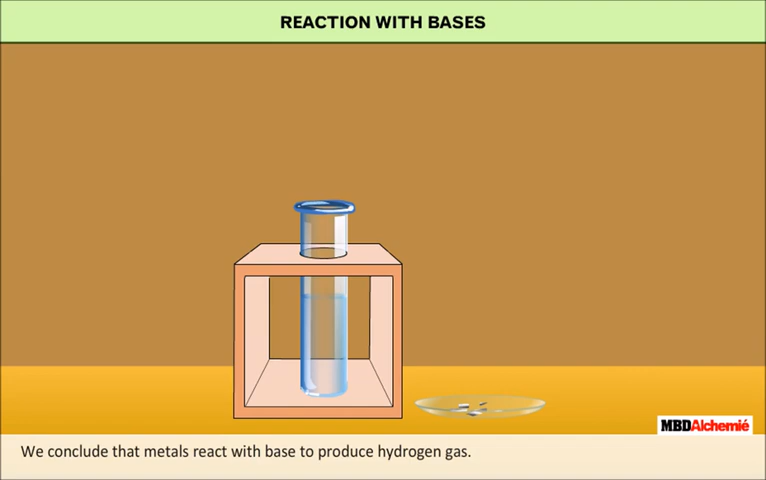 REACTION WITH BASES
MBDAlchemié
We conclude that metals react with base to produce hydrogen gas.